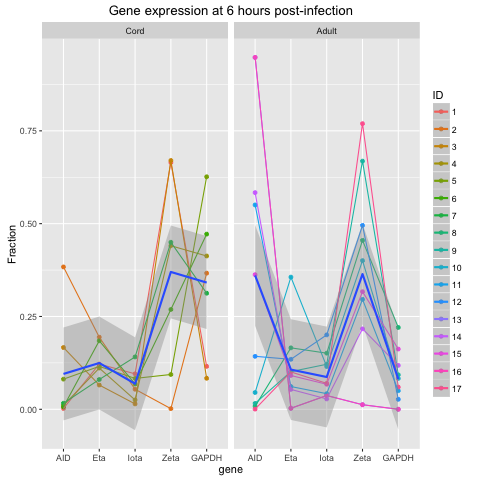 Gene expression at 6 hours post-infection
Cord
Adult
Fraction
0.75
0.50
0.25
0.00
AID Eta Iota Zeta GAPDH
AID Eta Iota Zeta GAPDH
gene
ID
1
2
3
4
5
6
7
8
9
10
11
12
13
14
15
16
17